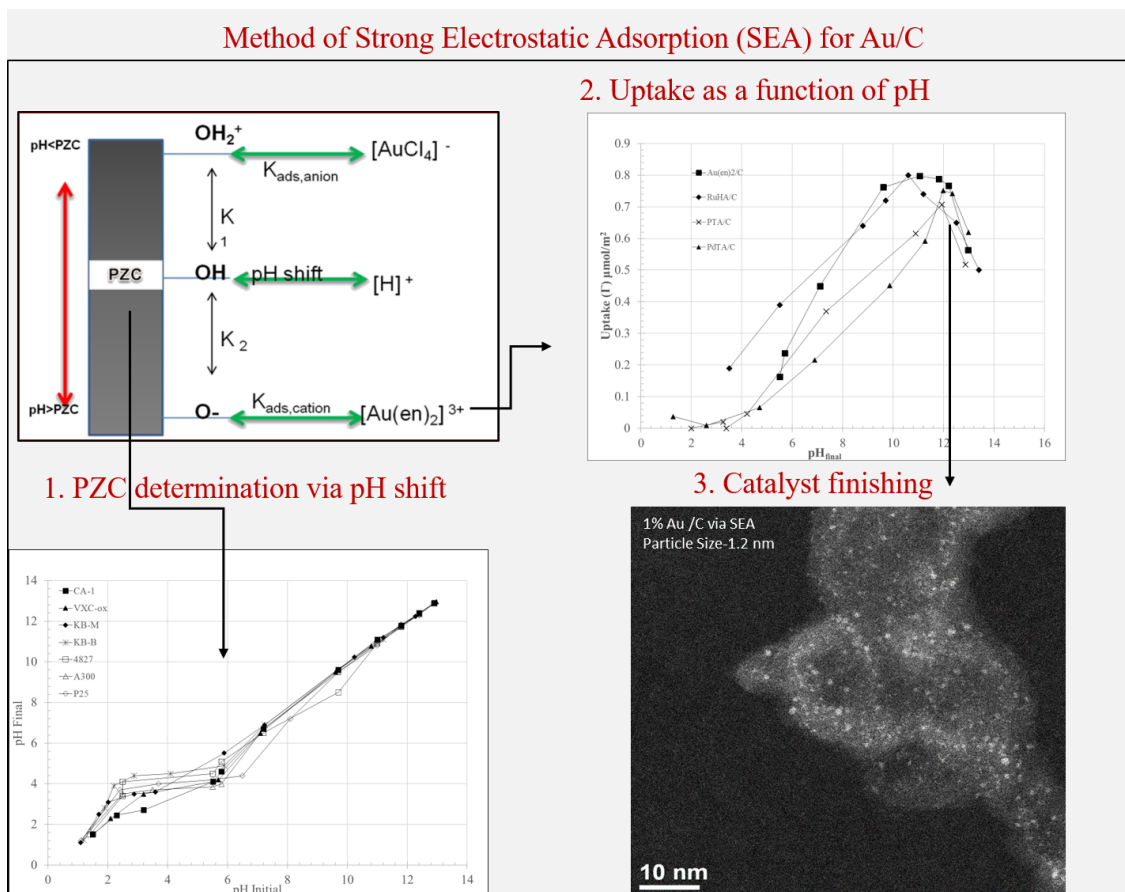 Method of Strong Electrostatic Adsorption (SEA) for Au/C
pH<PZC
OH2+
Kads,anion
[AuCl4] -
K
1
PZC
OH
pH shift
[H] +
K 2
pH>PZC
O-
Kads,cation
[Au(en)2] 3+
2. Uptake as a function of pH
Uptake (Γ) µmol/m²
0.9
0.8
0.7
0.6
0.5
0.4
0.3
0.2
0.1
0
Au(en)2/C
RuHA/C
PTA/C
PdTA/C
0 2 4 6 8 10 12 14 16
pHfinal
1. PZC determination via pH shift
pH Final
14
12
10
8
6
4
2
0
CA-1
VXC-ox
KB-M
KB-B
4827
A300
P25
0 2 4 6 8 10 12 14
pH Initial
3. Catalyst finishing
1% Au /C via SEA
Particle Size-1.2 nm
10 nm